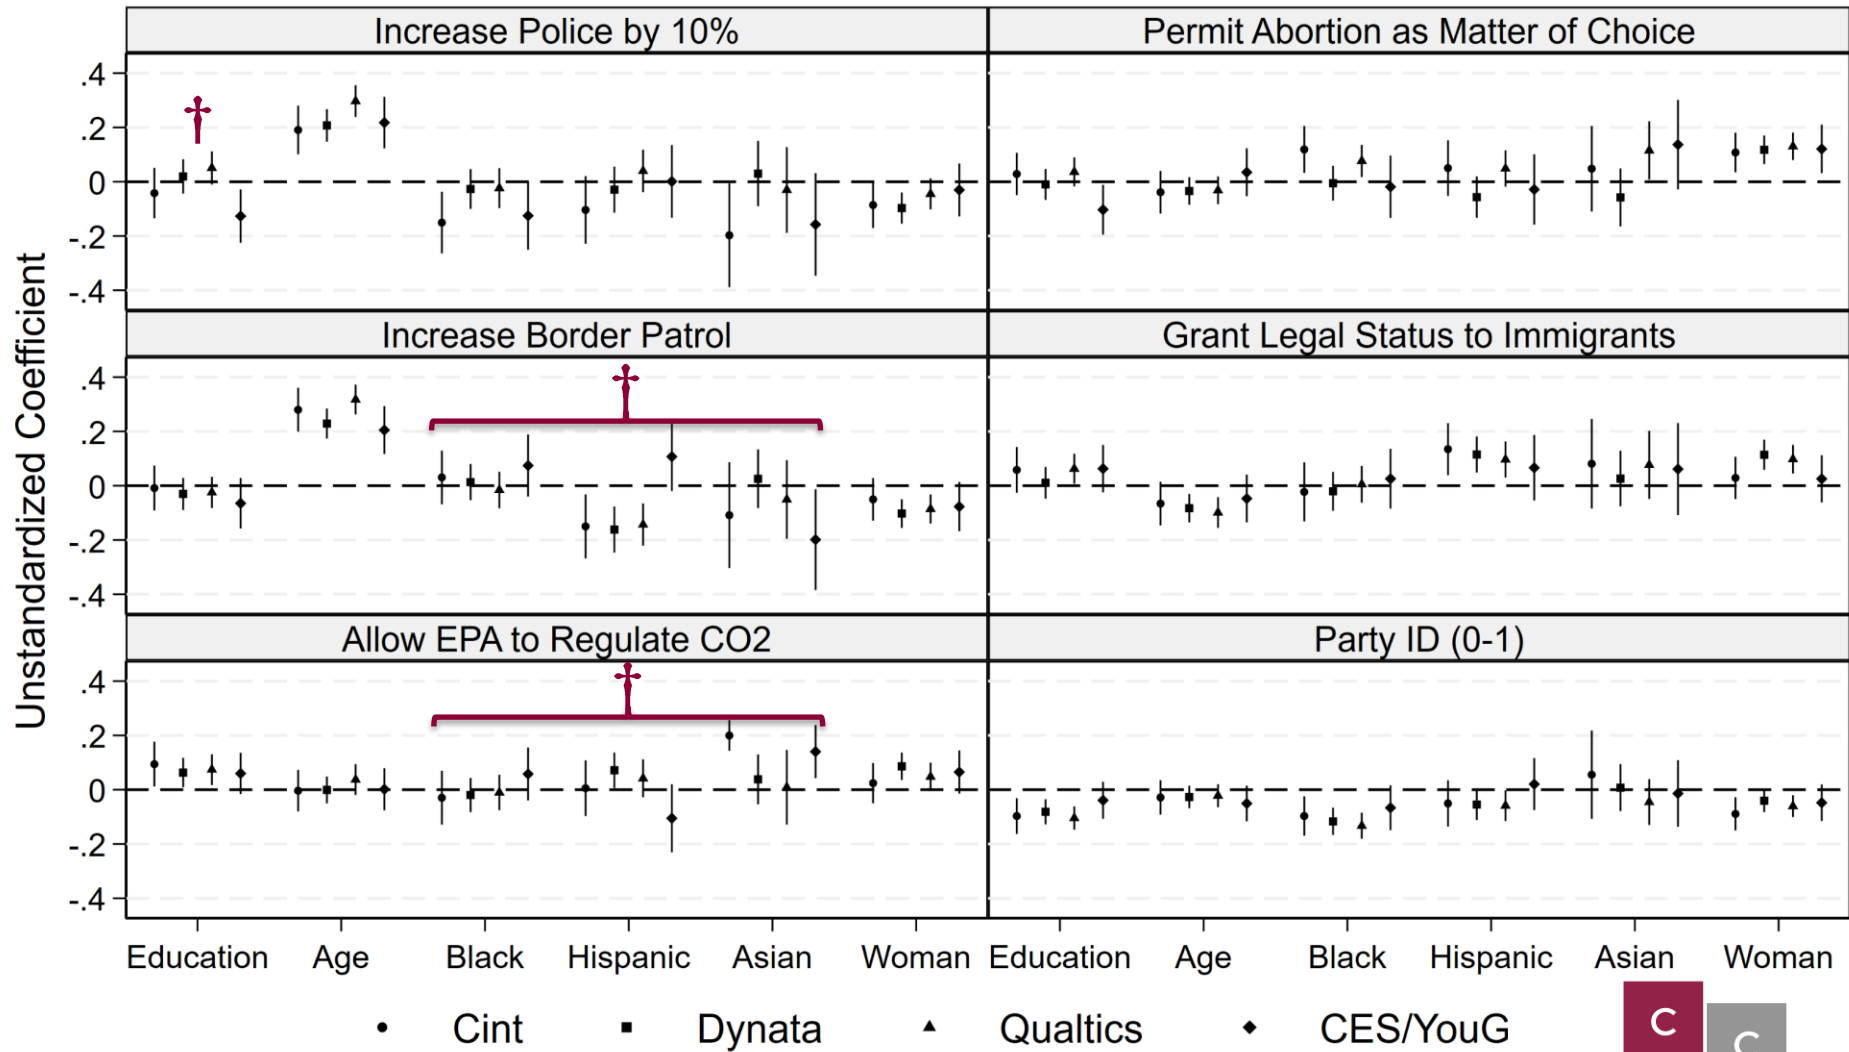 Increase Police by 10%
Permit Abortion as Matter of Choice
.4
†
.2
0
-.2
-.4
Increase Border Patrol
Grant Legal Status to Immigrants
.4
†
.2
0
-.2
-.4
Unstandardized Coefficient
Allow EPA to Regulate CO2
Party ID (0-1)
.4
†
.2
0
-.2
-.4
Education Age Black Hispanic Asian Woman Education Age Black Hispanic Asian Woman
Cint Dynata Qualtics CES/YouG
C
C